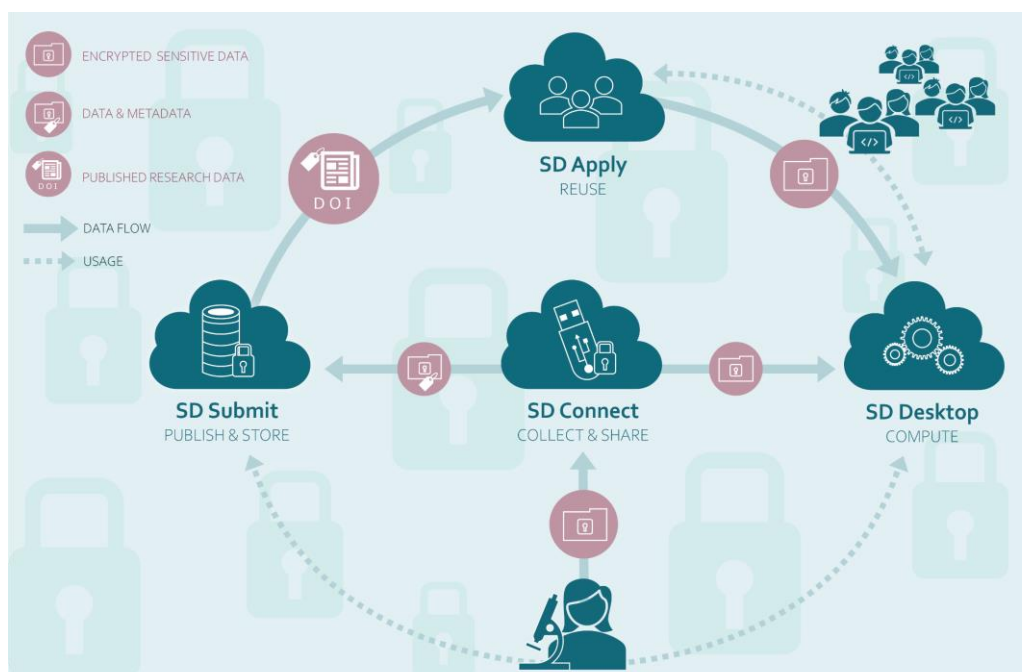 ENCRYPTED SENSITIVE DATA
DATA & METADATA
DOI
PUBLISHED RESEARCH DATA
DATA FLOW
USAGE
DOI
SD Apply
REUSE
</>
</>
</>
SD Submit
PUBLISH & STORE
SD Connect
COLLECT & SHARE
SD Desktop
COMPUTE